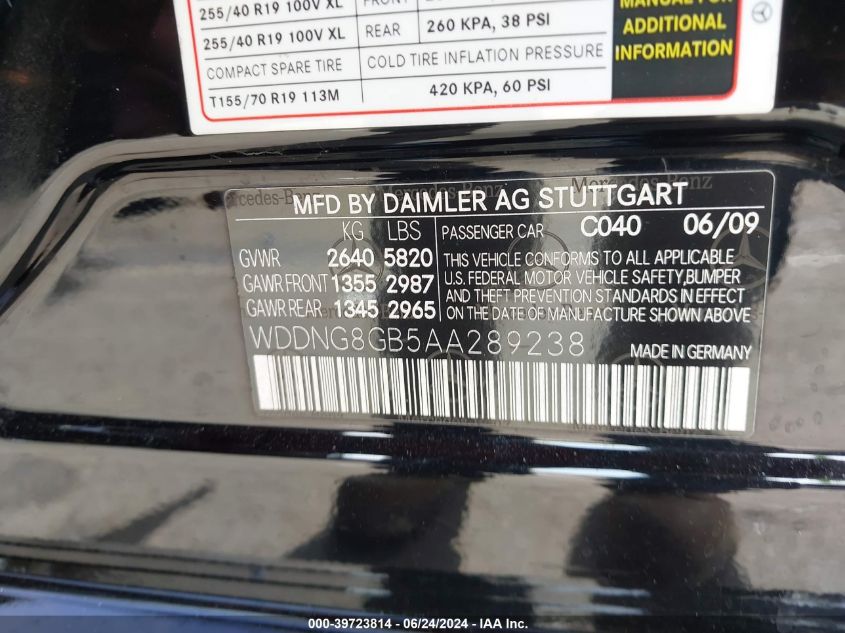 255/40 R19 100V XL FRONT
255/40 R19 100V XL REAR 260 KPA, 38 PSI
COMPACT SPARE TIRE COLD TIRE INFLATION PRESSURE
T155/70 R19 113M 420 KPA, 60 PSI
MANUAL FOR
ADDITIONAL
INFORMATION
MFD BY DAIMLER AG STUTTGART
KG LBS PASSENGER CAR C040 06/09
GVWR 2640 5820
GAWR FRONT 1355 2987
GAWR REAR 1345 2965
THIS VEHICLE CONFORMS TO ALL APPLICABLE
U.S. FEDERAL MOTOR VEHICLE SAFETY,BUMPER
AND THEFT PREVENTION STANDARDS IN EFFECT
ON THE DATE OF MANUFACTURE SHOWN ABOVE
WDDNG8GB5AA289238 MADE IN GERMANY
000-39723814 - 06/24/2024 - IAA Inc.